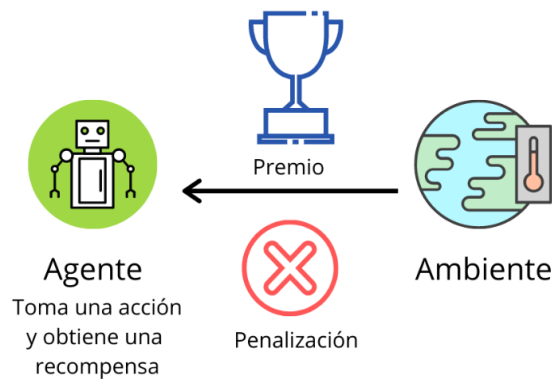 Premio
Agente
Toma una acción
y obtiene una
recompensa
Penalización
Ambiente